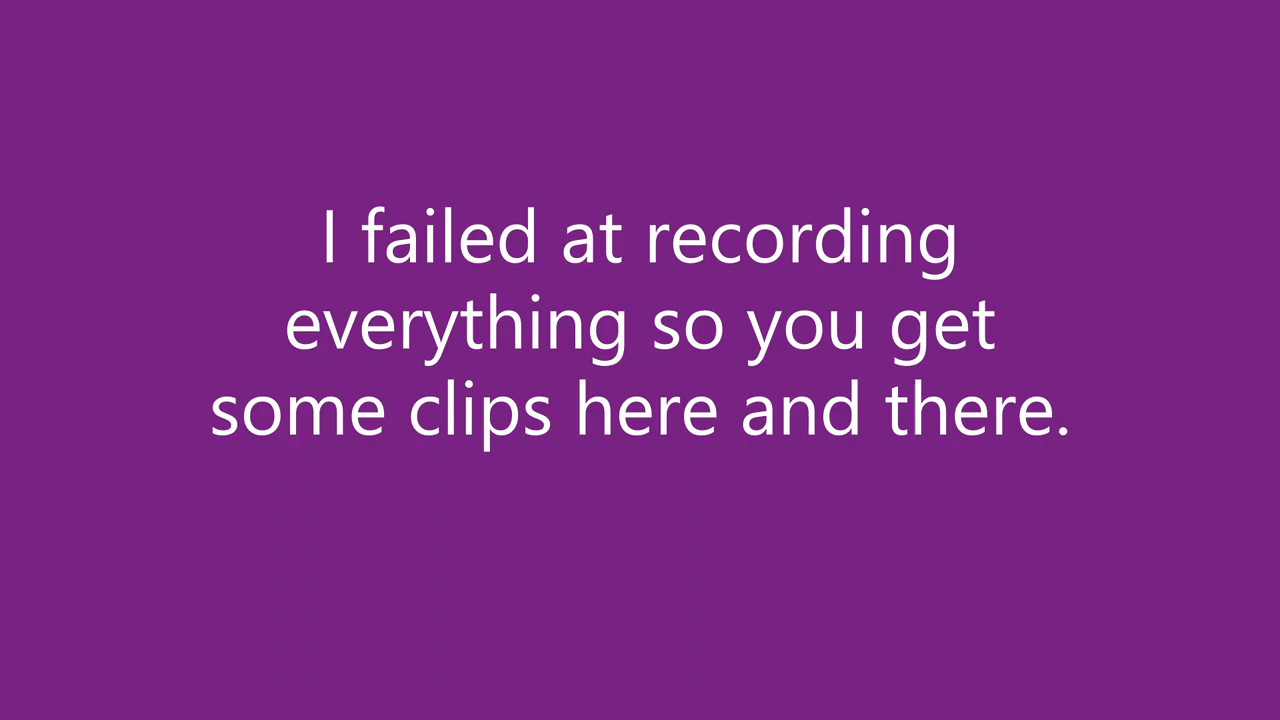 I failed at recording
everything so you get
some clips here and there.